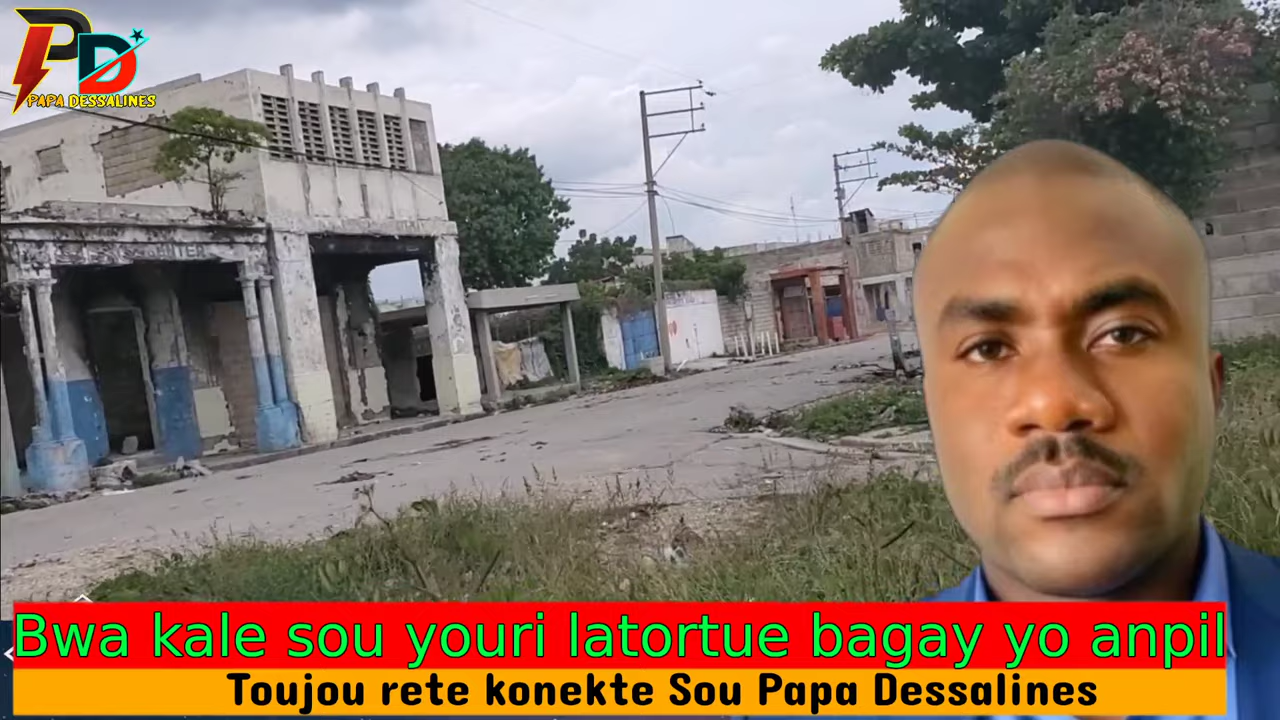 PD
PAPA DESSALINES
Bwa kale sou youri latortue bagay yo anpil
Toujou rete konekte Sou Papa Dessalines